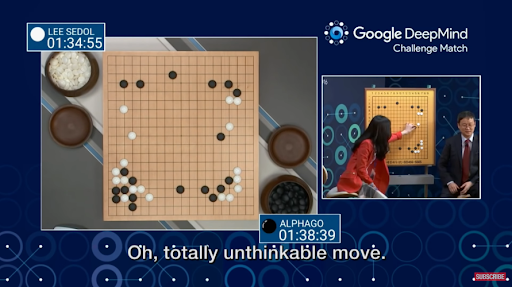 LEE SEDOL
01:34:55
Google DeepMind
Challenge Match
ALPHAGO
01:38:39
Oh, totally unthinkable move.
SUBSCRIBE